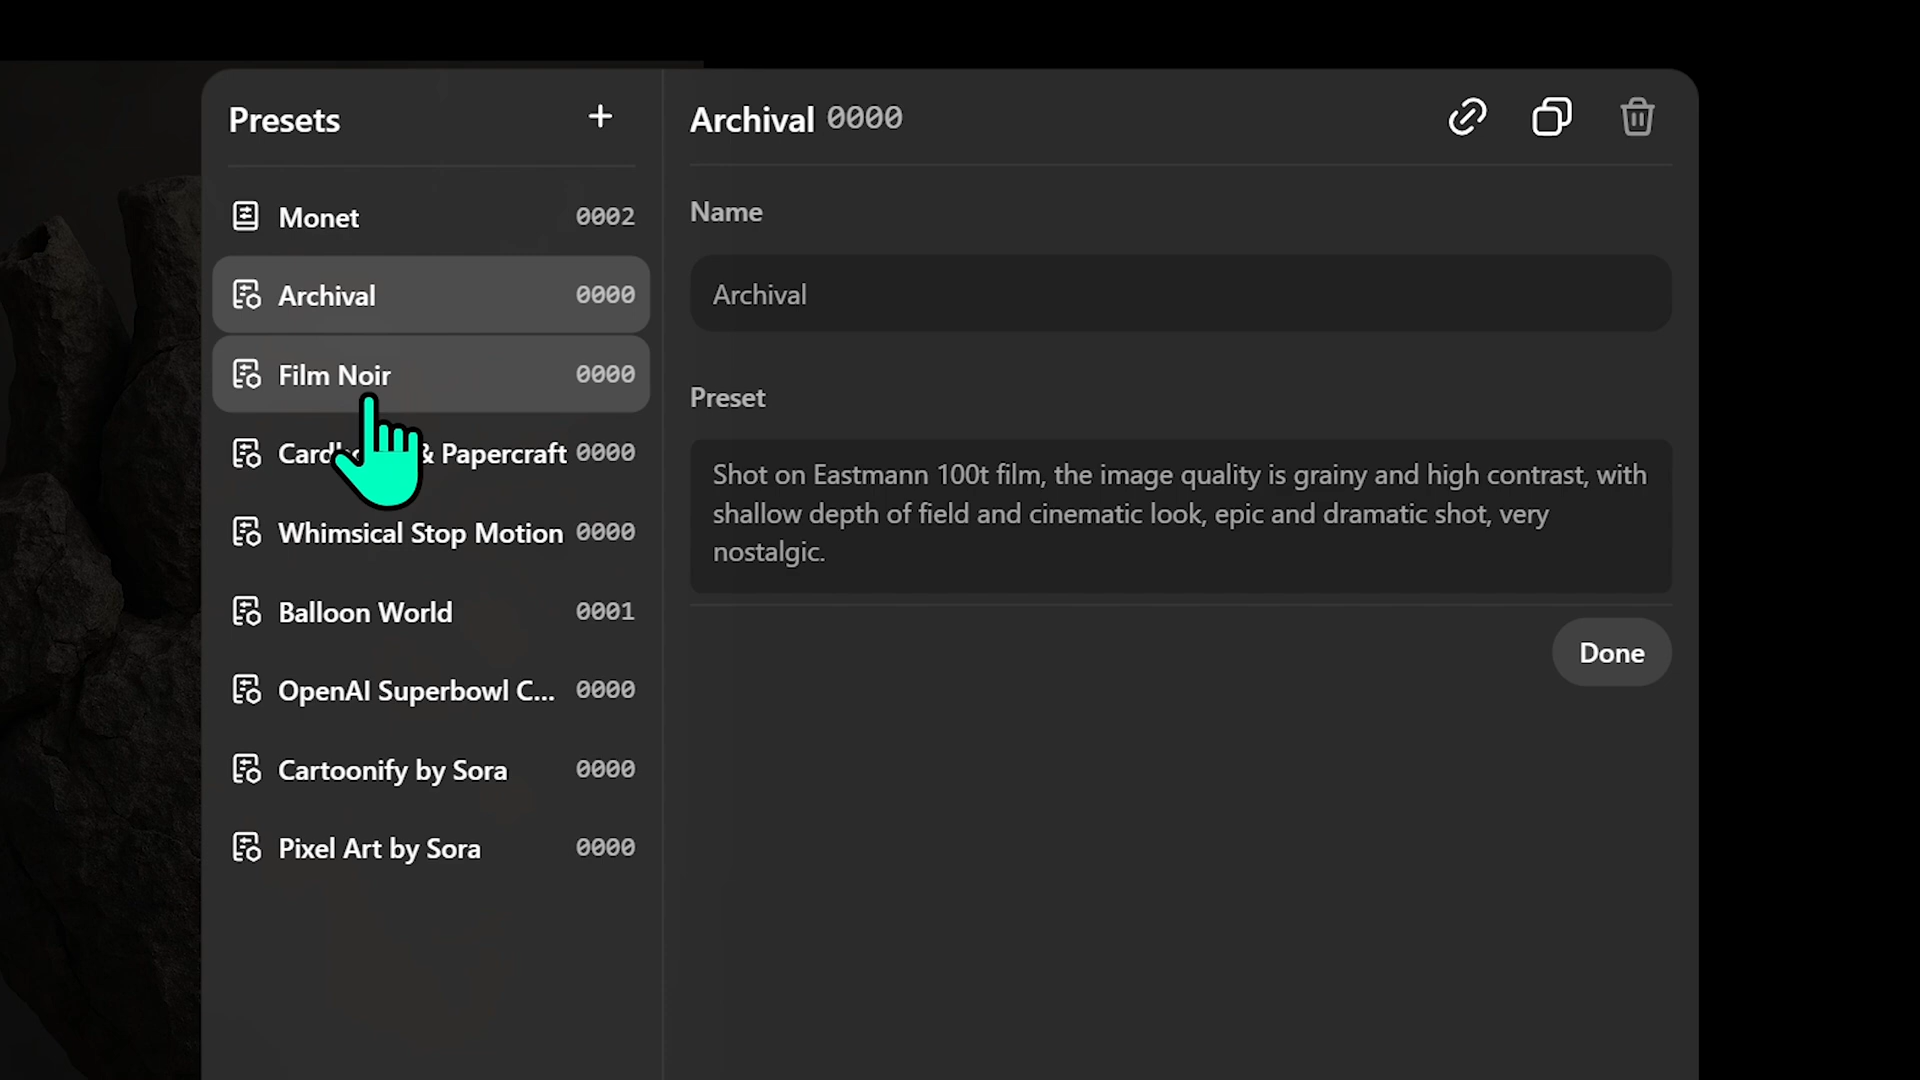 Presets
Monet 0002
Archival 0000
Film Noir 0000
& Papercraft 0000
Whimsical Stop Motion 0000
Balloon World 0001
OpenAI Superbowl C... 0000
Cartoonify by Sora 0000
Pixel Art by Sora 0000
Archival 0000
Name
Archival
Preset
Shot on Eastmann 100t film, the image quality is grainy and high contrast, with
shallow depth of field and cinematic look, epic and dramatic shot, very
nostalgic.
Done